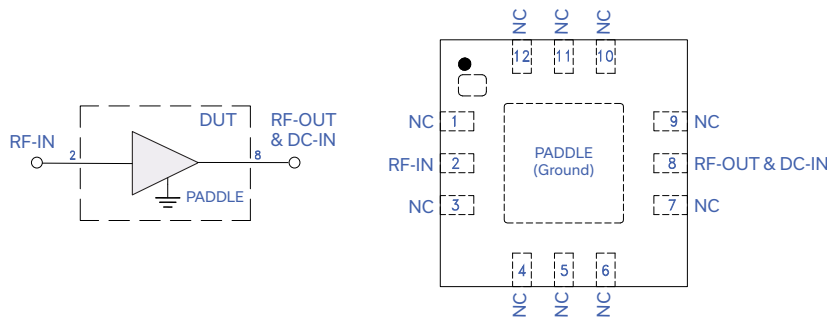 DUT
RF-OUT
& DC-IN
RF-IN
2
8
PADDLE
NC
NC
NC
12
11
10
NC
1
9
NC
RF-IN
2
PADDLE
(Ground)
8
RF-OUT & DC-IN
NC
3
7
NC
4
5
6
NC
NC
NC